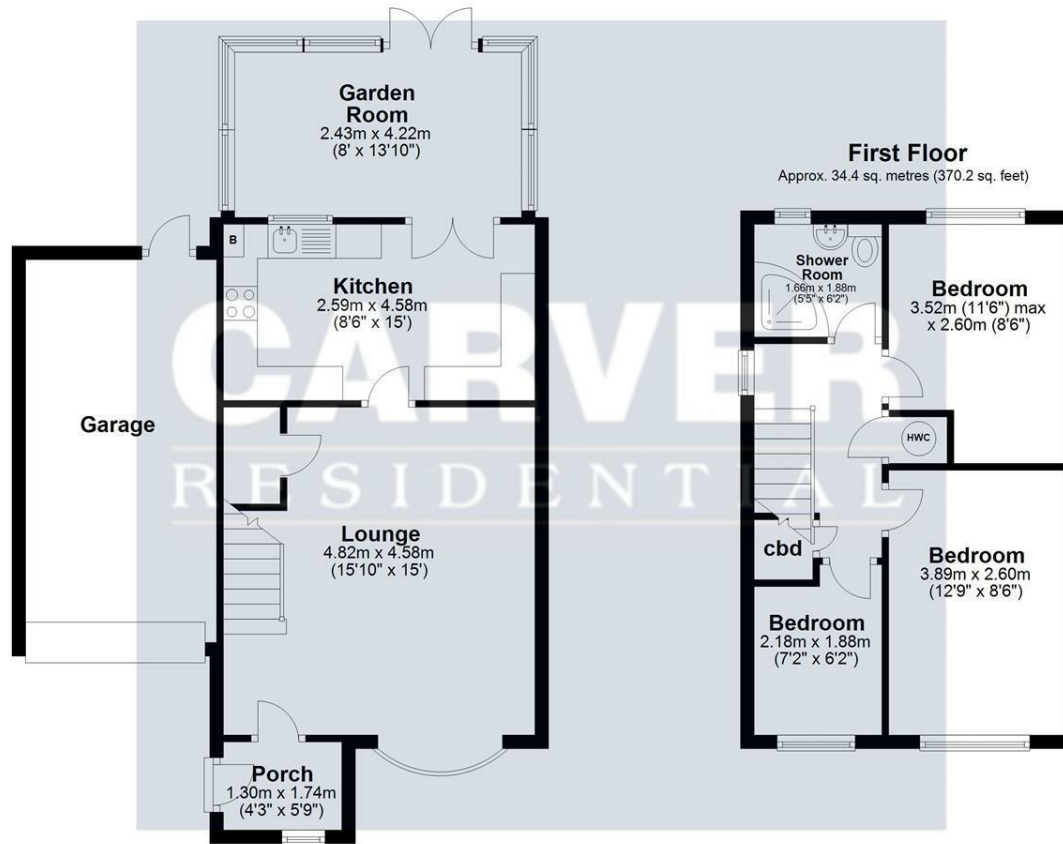 Garden
Room
2.43m x 4.22m
(8' x 13'10")
B
Kitchen
2.59m x 4.58m
(8'6" x 15')
Garage
Lounge
4.82m x 4.58m
(15'10" x 15')
Porch
1.30m x 1.74m
(4'3" x 5'9")
First Floor
Approx. 34.4 sq. metres (370.2 sq. feet)
Shower
Room
1.66m x 1.88m
(5'5" x 6'2")
Bedroom
3.52m (11'6") max
x 2.60m (8'6")
HWC
cbd
Bedroom
3.89m x 2.60m
(12'9" x 8'6")
Bedroom
2.18m x 1.88m
(7'2" x 6'2")
CARVER
RESIDENTIAL